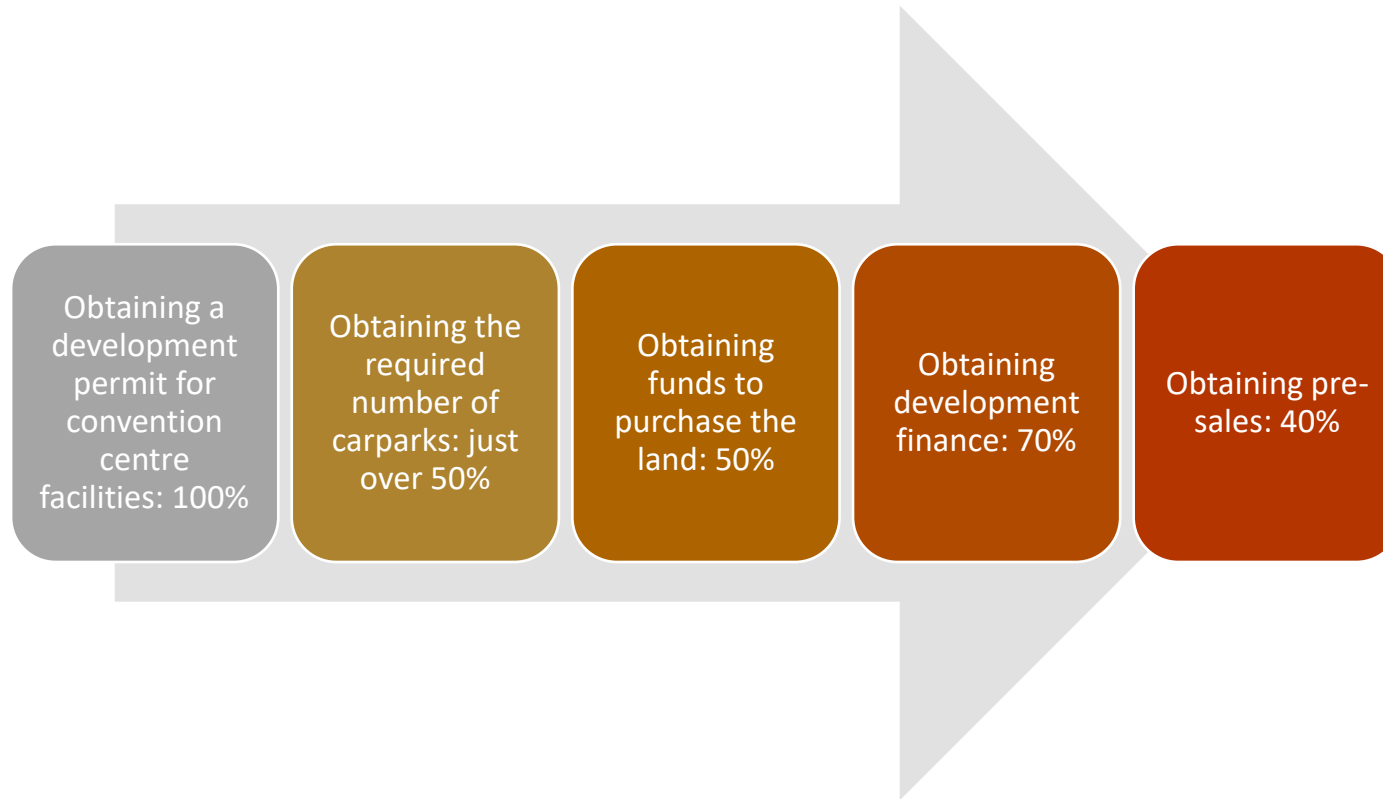 Obtaining a
development
permit for
convention
centre
facilities: 100%
Obtaining the
required
number of
carparks: just
over 50%
Obtaining
funds to
purchase the
land: 50%
Obtaining
development
finance: 70%
Obtaining pre-
sales: 40%